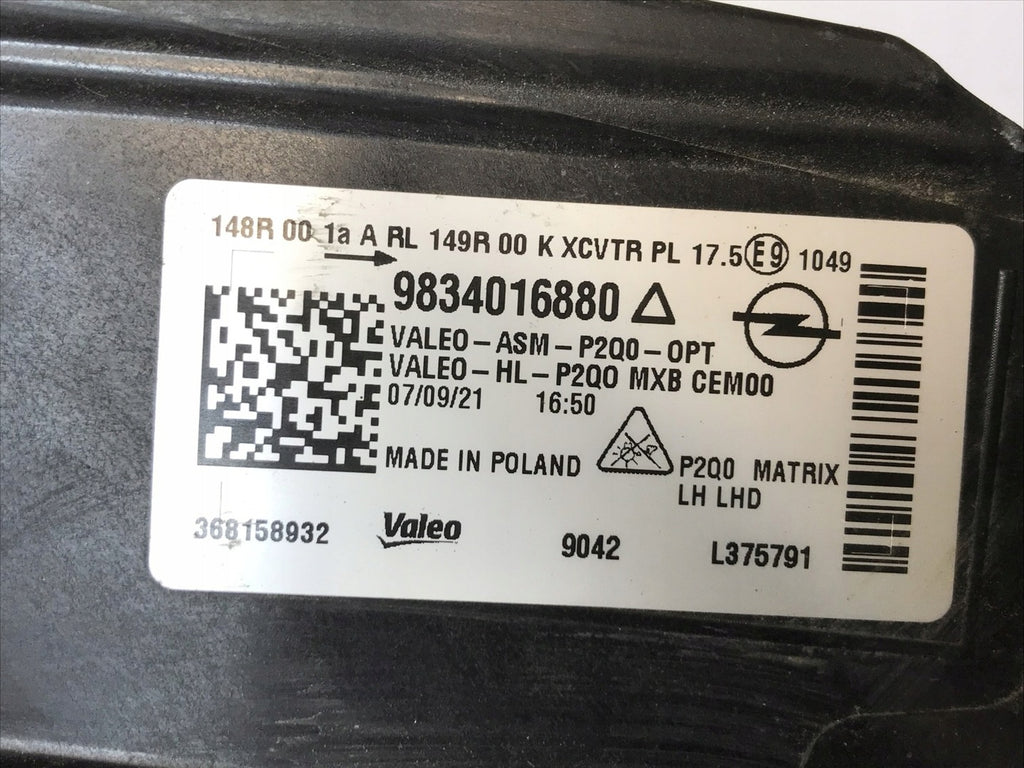 148R 00 1a A RL 149R 00 K XCVTR PL 17.5 E9 1049
9834016880
VALEO-ASM-P2Q0-OPT
VALEO-HL-P2Q0 MXB CEM00
07/09/21 16:50
MADE IN POLAND
P2Q0 MATRIX
LH LHD
368158932 Valeo 9042 L375791